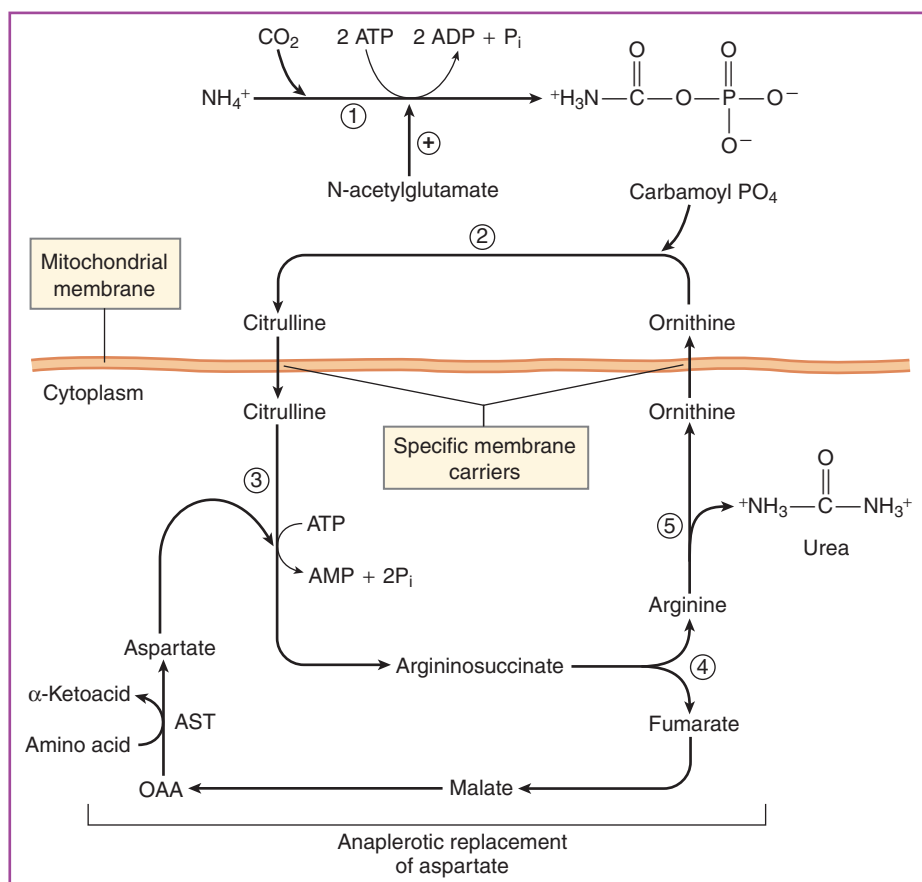 CO₂ 2 ATP 2 ADP + Pᵢ
NH₄⁺
①
+
N-acetylglutamate
O O
⁺H₃N—C—O—P—O⁻
O⁻
Carbamoyl PO₄
②
Mitochondrial
membrane
Citrulline Ornithine
Cytoplasm
Citrulline Ornithine
Specific membrane
carriers
③
ATP
AMP + 2Pᵢ
⑤
O
⁺NH₃—C—NH₃⁺
Urea
Arginine
Aspartate
Argininosuccinate
④
α-Ketoacid
AST
Amino acid
Fumarate
OAA Malate
Anaplerotic replacement
of aspartate